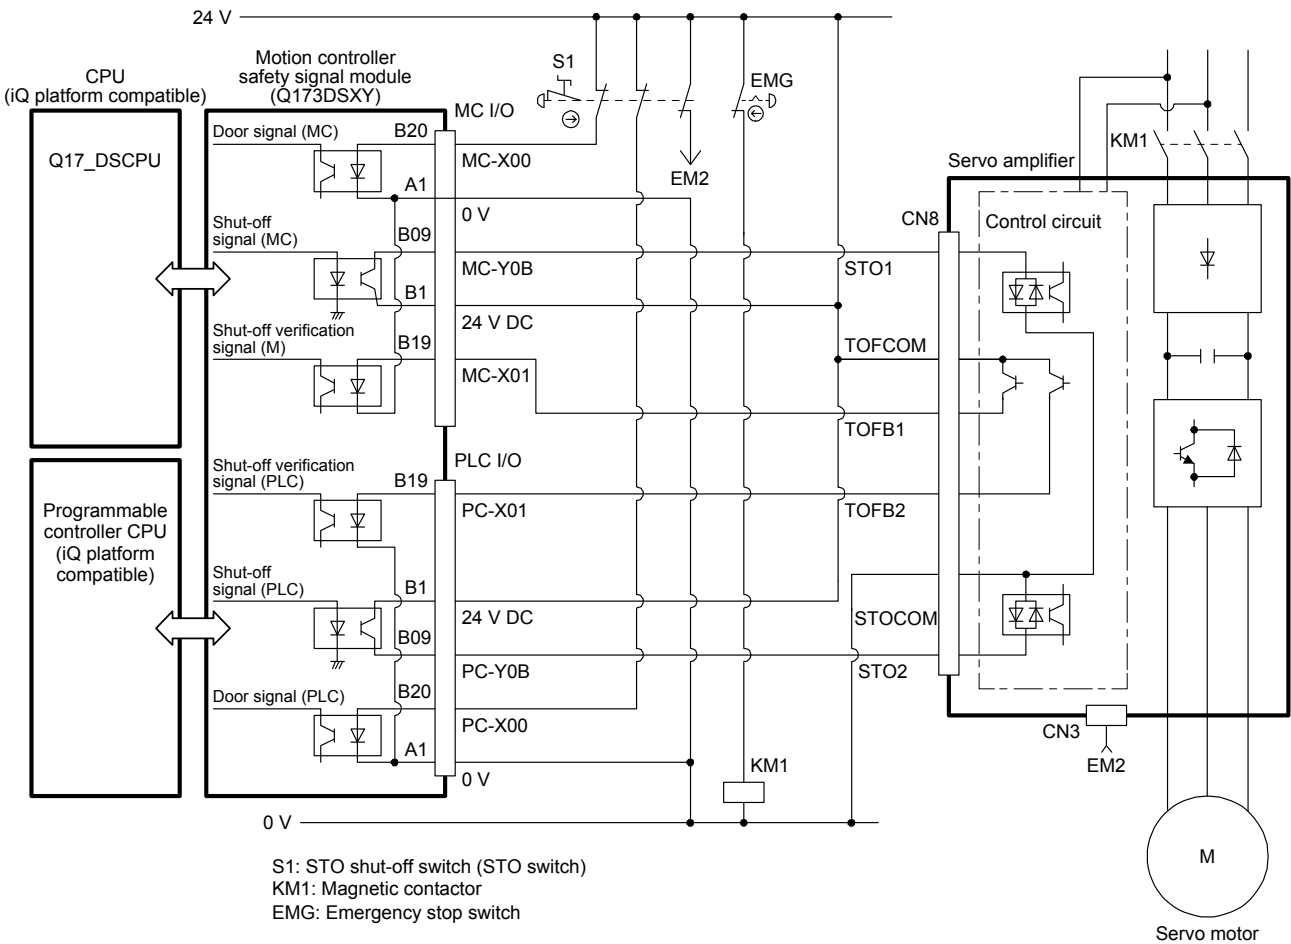 24 V
CPU
(iQ platform compatible)
Q17_DSCPU
Programmable
controller CPU
(iQ platform
compatible)
Motion controller
safety signal module
(Q173DSXY)
Door signal (MC)
Shut-off
signal (MC)
Shut-off verification
signal (M)
Shut-off verification
signal (PLC)
Shut-off
signal (PLC)
Door signal (PLC)
B20
A1
B09
B1
B19
B19
B1
B09
B20
A1
MC I/O
MC-X00
0 V
MC-Y0B
24 V DC
MC-X01
PLC I/O
PC-X01
24 V DC
PC-Y0B
PC-X00
0 V
S1
EM2
EMG
KM1
STO1
TOFCOM
TOFB1
TOFB2
STOCOM
STO2
CN8
Servo amplifier
Control circuit
KM1
CN3
EM2
M
Servo motor
0 V
S1: STO shut-off switch (STO switch)
KM1: Magnetic contactor
EMG: Emergency stop switch